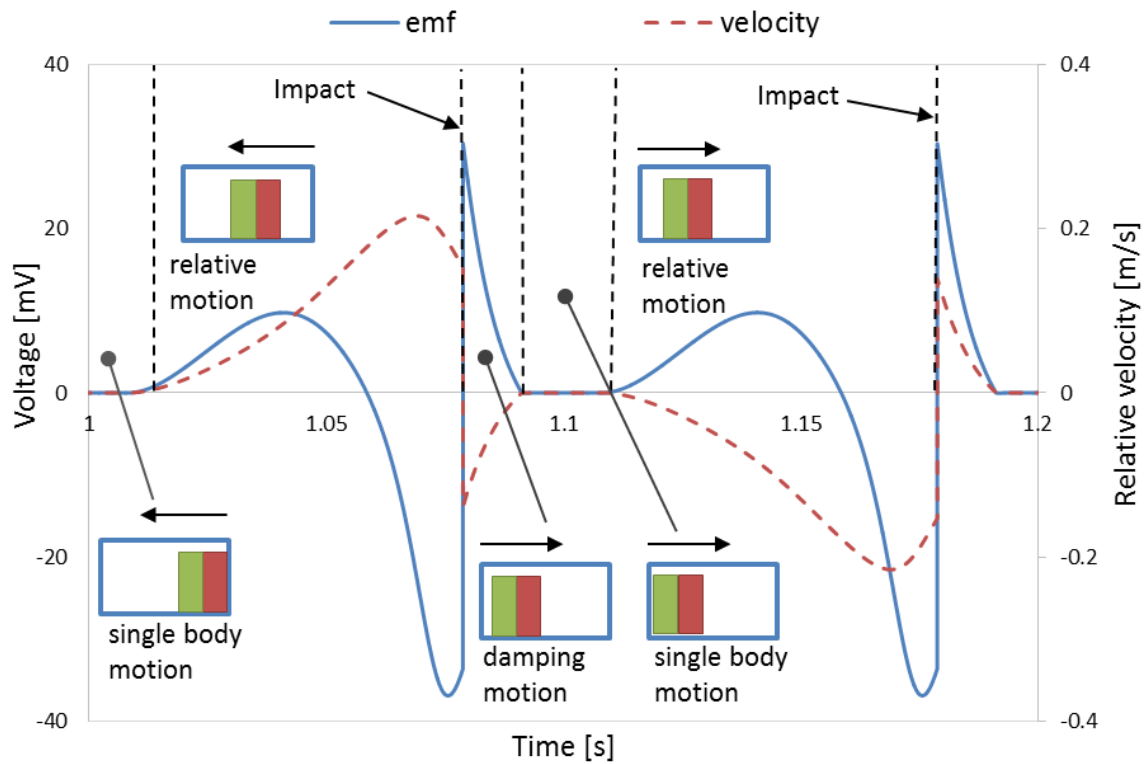 emf
velocity
40
20
0
-20
-40
Voltage [mV]
0.4
0.2
0
-0.2
-0.4
Relative velocity [m/s]
1
1.05
1.1
1.15
1.2
Time [s]
Impact
Impact
relative
motion
relative
motion
single body
motion
damping
motion
single body
motion